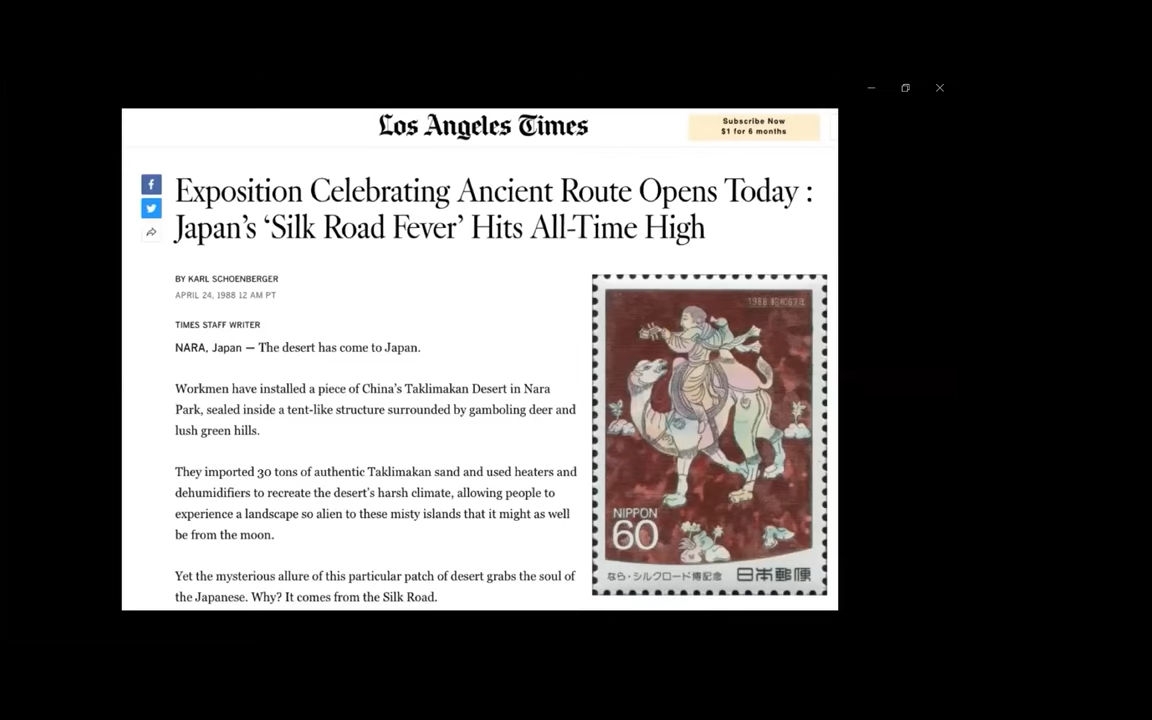 Los Angeles Times
Subscribe Now
$1 for 6 months
Exposition Celebrating Ancient Route Opens Today :
Japan's ‘Silk Road Fever’ Hits All-Time High
BY KARL SCHOENBERGER
APRIL 24, 1988 12 AM PT
TIMES STAFF WRITER
NARA, Japan — The desert has come to Japan.
Workmen have installed a piece of China's Taklimakan Desert in Nara
Park, sealed inside a tent-like structure surrounded by gamboling deer and
lush green hills.
They imported 30 tons of authentic Taklimakan sand and used heaters and
dehumidifiers to recreate the desert's harsh climate, allowing people to
experience a landscape so alien to these misty islands that it might as well
be from the moon.
Yet the mysterious allure of this particular patch of desert grabs the soul of
the Japanese. Why? It comes from the Silk Road.
1988 昭和63年
NIPPON
60
なら・シルクロード博記念 日本郵便